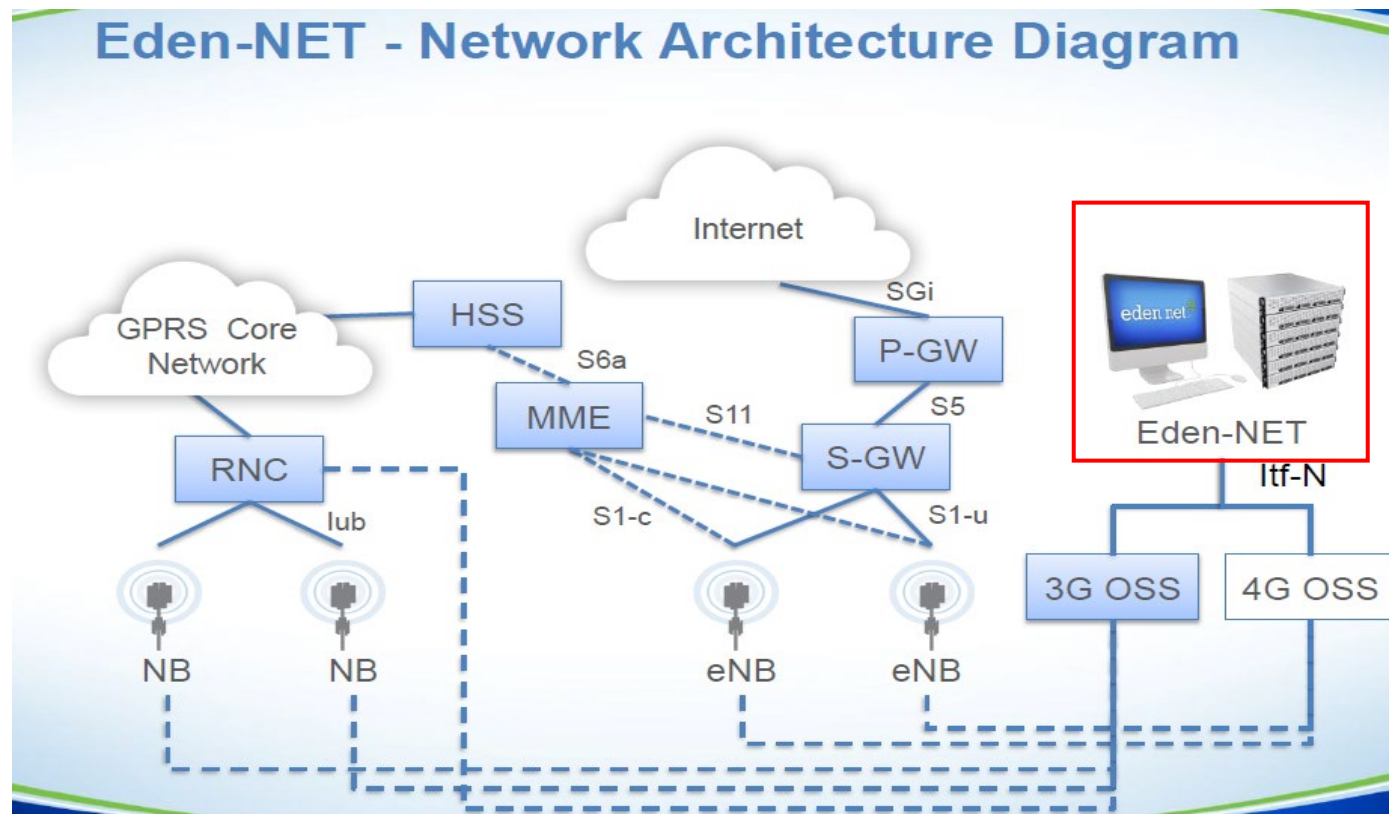 Eden-NET - Network Architecture Diagram
Internet
SGi
HSS
GPRS Core
Network
P-GW
eden net
S6a
S5
MME
S11
Eden-NET
S-GW
RNC
Itf-N
Iub
S1-c
S1-u
3G OSS
4G OSS
NB
NB
eNB
eNB